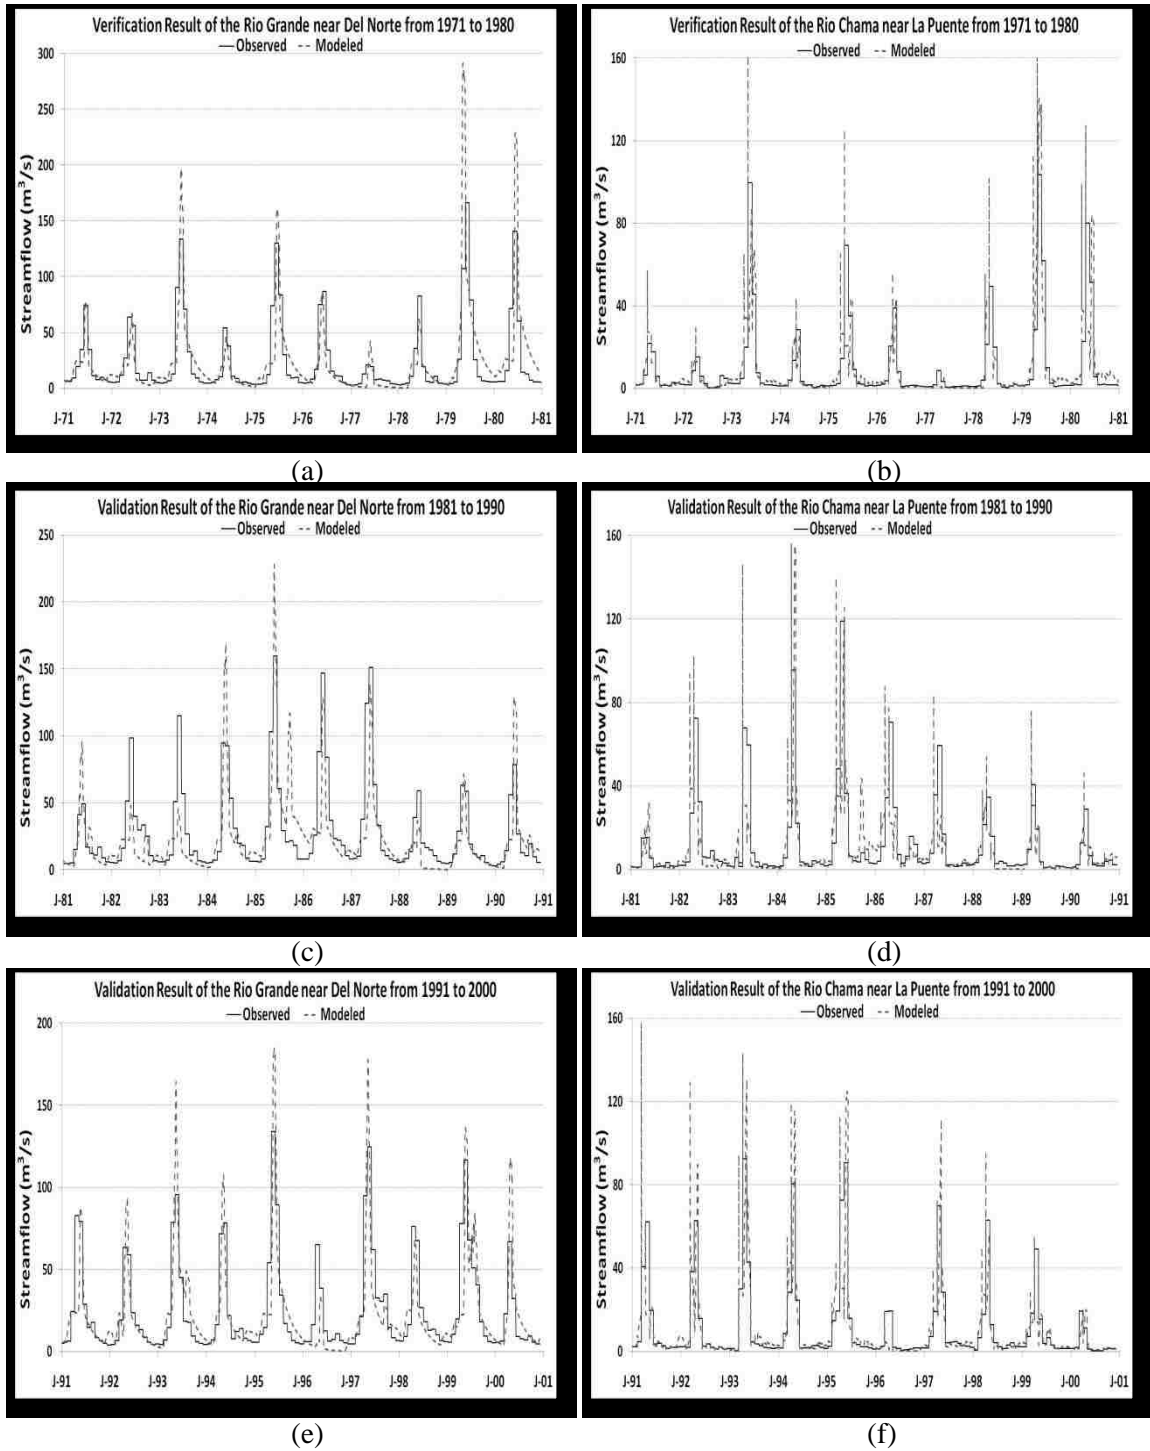 Verification Result of the Rio Grande near Del Norte from 1971 to 1980
Observed Modeled
Streamflow (m³/s)
300
250
200
150
100
50
0
J-71 J-72 J-73 J-74 J-75 J-76 J-77 J-78 J-79 J-80 J-81
(a)
Verification Result of the Rio Chama near La Puente from 1971 to 1980
Observed Modeled
Streamflow (m³/s)
160
120
80
40
0
J-71 J-72 J-73 J-74 J-75 J-76 J-77 J-78 J-79 J-80 J-81
(b)
Validation Result of the Rio Grande near Del Norte from 1981 to 1990
Observed Modeled
Streamflow (m³/s)
250
200
150
100
50
0
J-81 J-82 J-83 J-84 J-85 J-86 J-87 J-88 J-89 J-90 J-91
(c)
Validation Result of the Rio Chama near La Puente from 1981 to 1990
Observed Modeled
Streamflow (m³/s)
160
120
80
40
0
J-81 J-82 J-83 J-84 J-85 J-86 J-87 J-88 J-89 J-90 J-91
(d)
Validation Result of the Rio Grande near Del Norte from 1991 to 2000
Observed Modeled
Streamflow (m³/s)
200
150
100
50
0
J-91 J-92 J-93 J-94 J-95 J-96 J-97 J-98 J-99 J-00 J-01
(e)
Validation Result of the Rio Chama near La Puente from 1991 to 2000
Observed Modeled
Streamflow (m³/s)
160
120
80
40
0
J-91 J-92 J-93 J-94 J-95 J-96 J-97 J-98 J-99 J-00 J-01
(f)